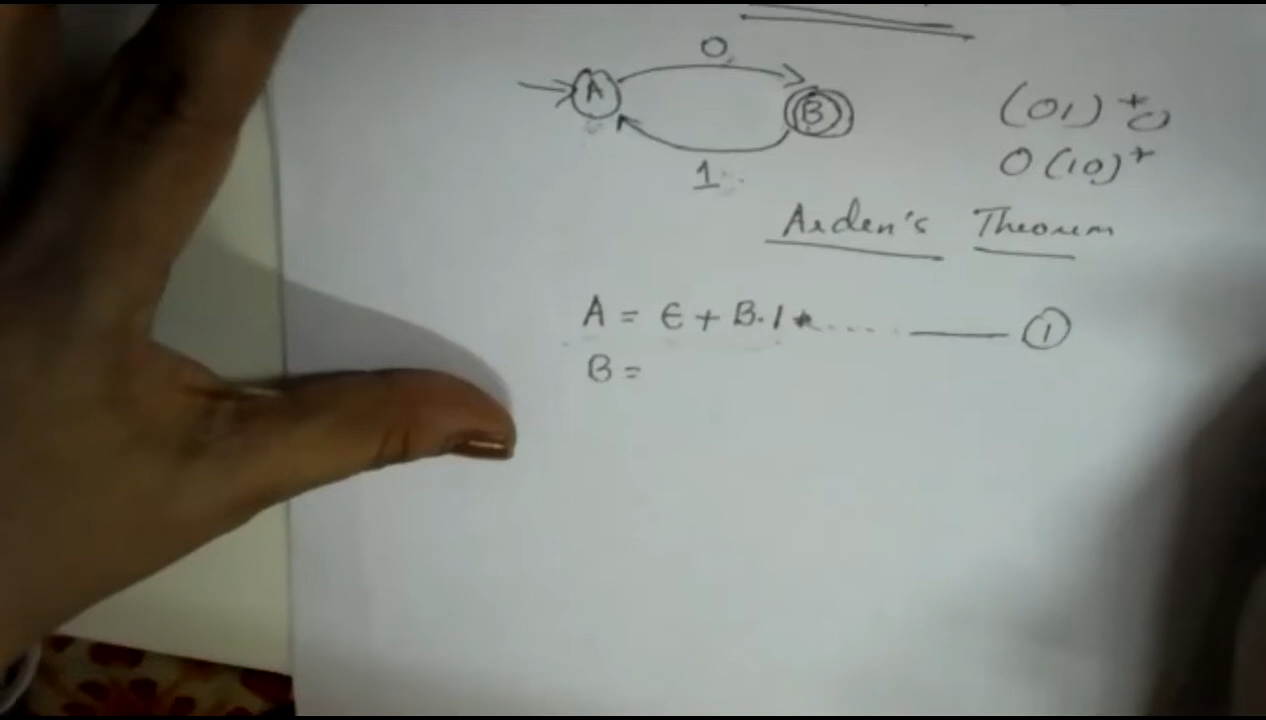 0
A
B
1
(01)*0
0(10)*
Arden's Theorem
A = ε + B.1 ..... —— ①
B =